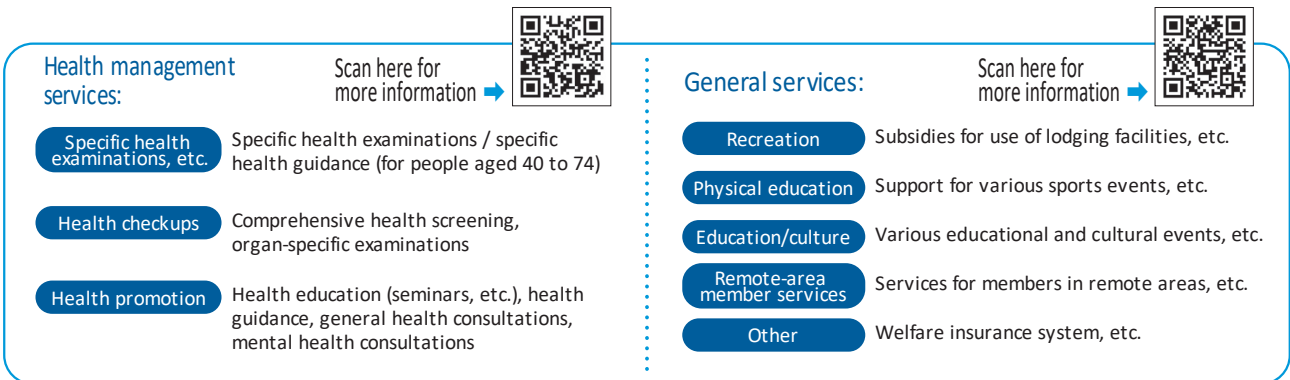 Health management
services:
Scan here for
more information
Specific health
examinations, etc.
Specific health examinations / specific
health guidance (for people aged 40 to 74)
Health checkups
Comprehensive health screening,
organ-specific examinations
Health promotion
Health education (seminars, etc.), health
guidance, general health consultations,
mental health consultations
General services:
Scan here for
more information
Recreation
Subsidies for use of lodging facilities, etc.
Physical education
Support for various sports events, etc.
Education/culture
Various educational and cultural events, etc.
Remote-area
member services
Services for members in remote areas, etc.
Other
Welfare insurance system, etc.